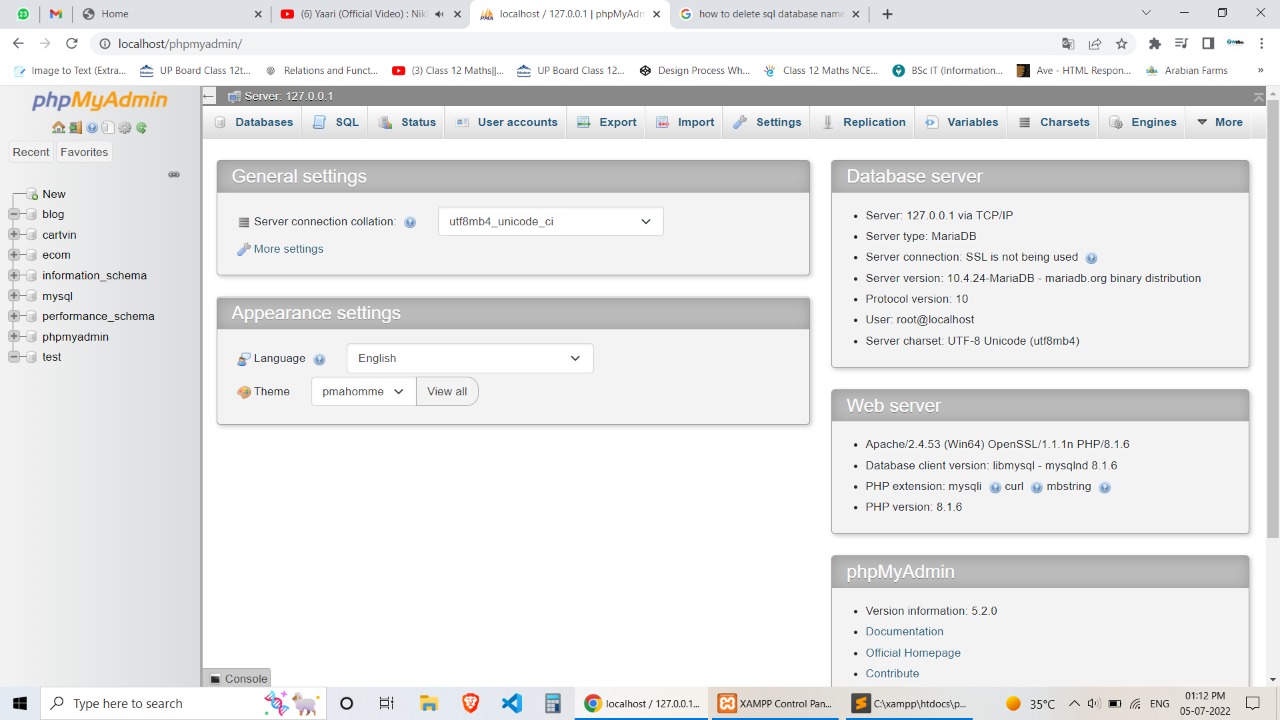 23
Home
(6) Yaari (Official Video) : Nik
localhost / 127.0.0.1 | phpMyAdm
how to delete sql database name
localhost/phpmyadmin/
Image to Text (Extra...
UP Board Class 12t...
Relations and Funct...
(3) Class 12 Maths||...
UP Board Class 12...
Design Process Wh...
Class 12 Maths NCE...
BSc IT (Information...
Ave - HTML Respon...
Arabian Farms
»
phpMyAdmin
Recent
Favorites
New
blog
cartvin
ecom
information_schema
mysql
performance_schema
phpmyadmin
test
Server: 127.0.0.1
Databases
SQL
Status
User accounts
Export
Import
Settings
Replication
Variables
Charsets
Engines
More
General settings
Server connection collation:
utf8mb4_unicode_ci
More settings
Appearance settings
Language
English
Theme
pmahomme
View all
Database server
Server: 127.0.0.1 via TCP/IP
Server type: MariaDB
Server connection: SSL is not being used
Server version: 10.4.24-MariaDB - mariadb.org binary distribution
Protocol version: 10
User: root@localhost
Server charset: UTF-8 Unicode (utf8mb4)
Web server
Apache/2.4.53 (Win64) OpenSSL/1.1.1n PHP/8.1.6
Database client version: libmysql - mysqlnd 8.1.6
PHP extension: mysqli curl mbstring
PHP version: 8.1.6
phpMyAdmin
Version information: 5.2.0
Documentation
Official Homepage
Contribute
Console
Type here to search
localhost / 127.0.0.1...
XAMPP Control Pan...
C:\xampp\htdocs\p...
35°C
ENG
01:12 PM
05-07-2022